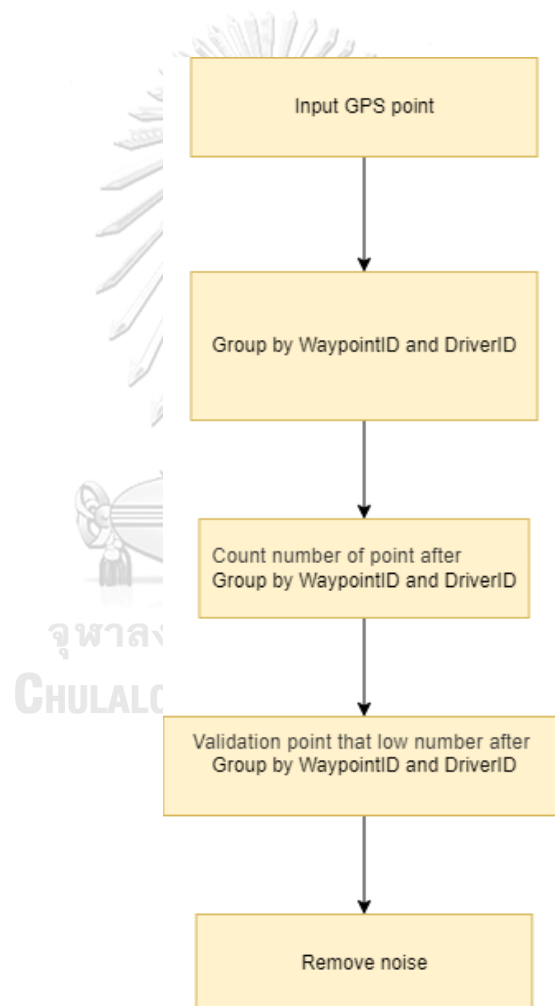 Input GPS point
Group by WaypointID and DriverID
Count number of point after
Group by WaypointID and DriverID
จุฬาลง
CHULALO
Validation point that low number after
Group by WaypointID and DriverID
Remove noise